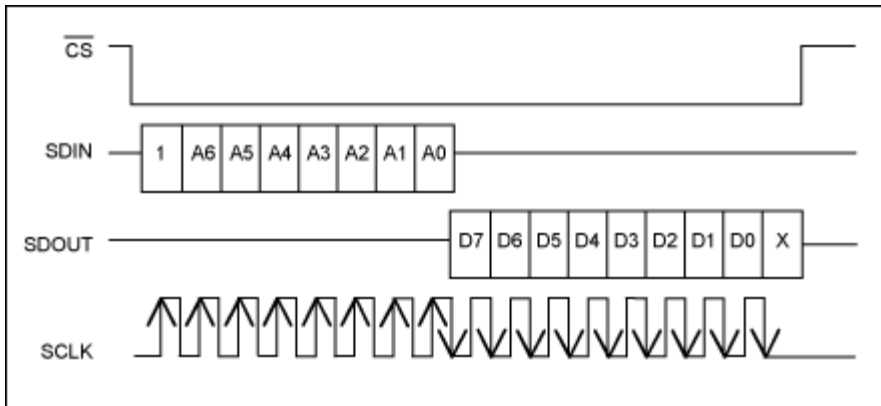 CS
SDIN 1 A6 A5 A4 A3 A2 A1 A0
SDOUT D7 D6 D5 D4 D3 D2 D1 D0 X
SCLK